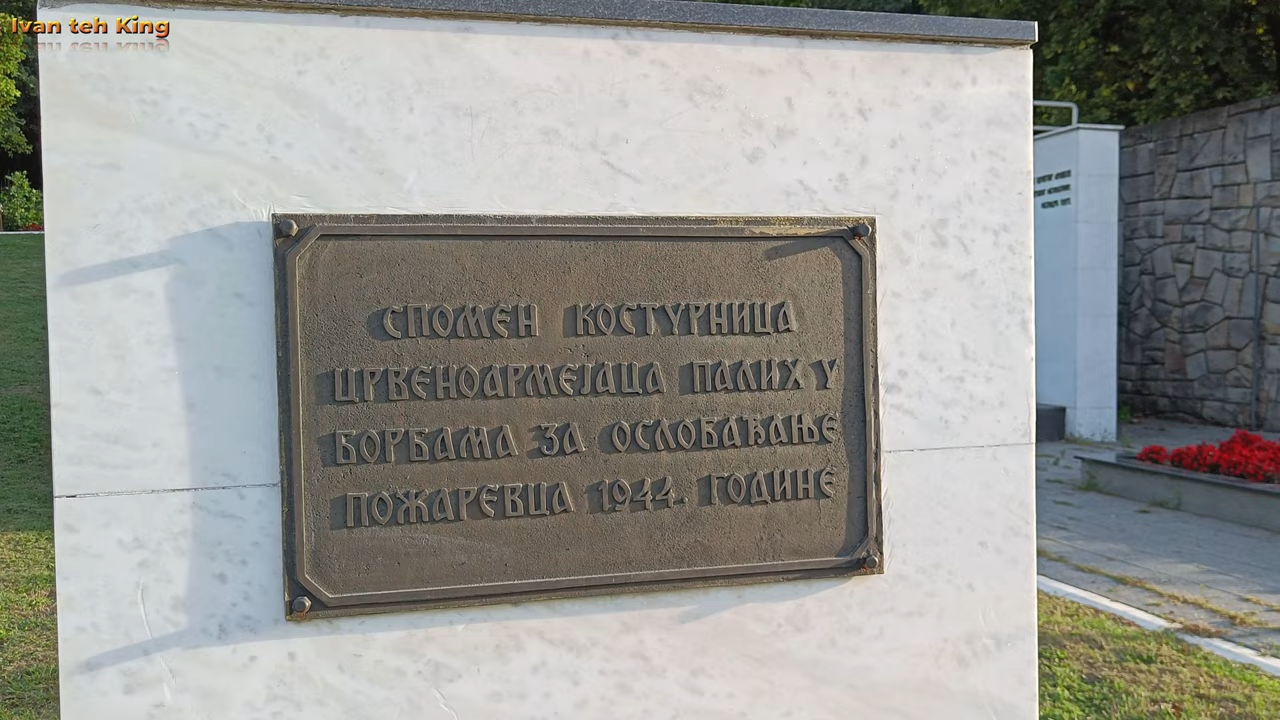 Ivan teh King
СПОМЕН КОСТУРНИЦА
ЦРВЕНОАРМЕЈАЦА ПАЛИХ У
БОРБАМА ЗА ОСЛОБАЂАЊЕ
ПОЖАРЕВЦА 1944. ГОДИНЕ